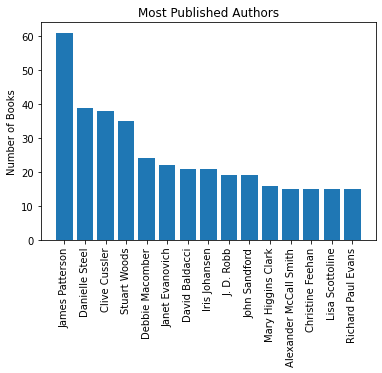 Most Published Authors
Number of Books
60
50
40
30
20
10
0
James Patterson
Danielle Steel
Clive Cussler
Stuart Woods
Debbie Macomber
Janet Evanovich
David Baldacci
Iris Johansen
J. D. Robb
John Sandford
Mary Higgins Clark
Alexander McCall Smith
Christine Feehan
Lisa Scottoline
Richard Paul Evans